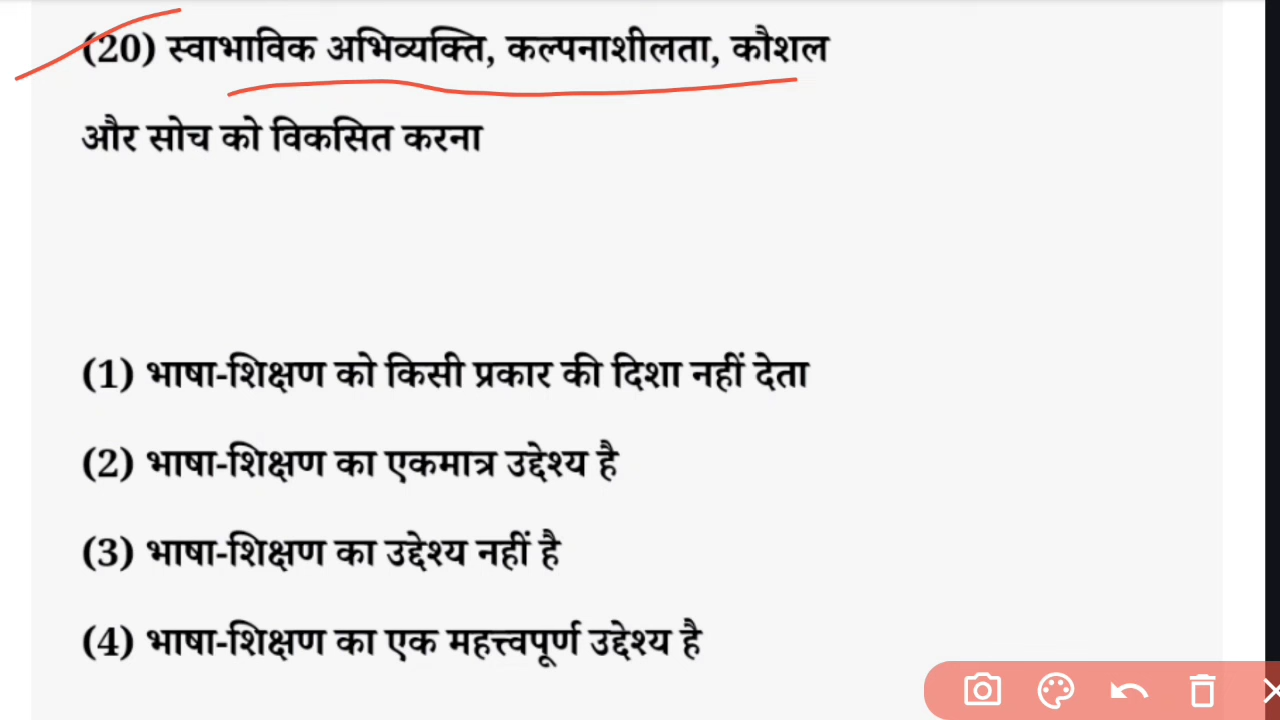 (20) स्वाभाविक अभिव्यक्ति, कल्पनाशीलता, कौशल
और सोच को विकसित करना
(1) भाषा-शिक्षण को किसी प्रकार की दिशा नहीं देता
(2) भाषा-शिक्षण का एकमात्र उद्देश्य है
(3) भाषा-शिक्षण का उद्देश्य नहीं है
(4) भाषा-शिक्षण का एक महत्त्वपूर्ण उद्देश्य है